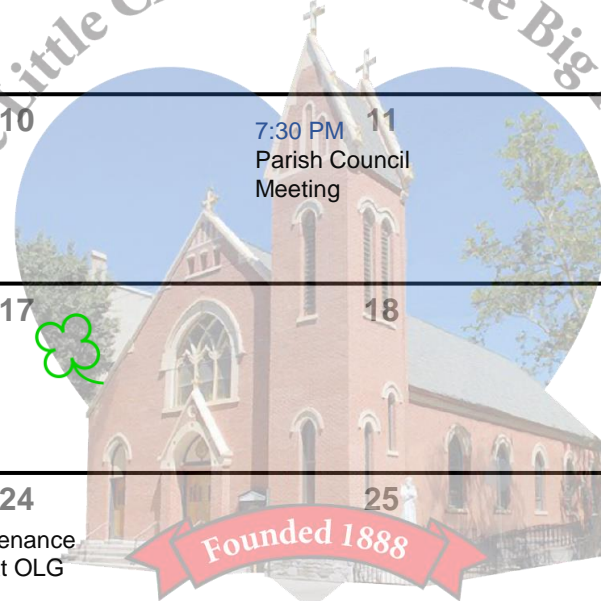 Little
Big
10
11
7:30 PM
Parish Council
Meeting
17
18
24
25
enance
t OLG
Founded 1888